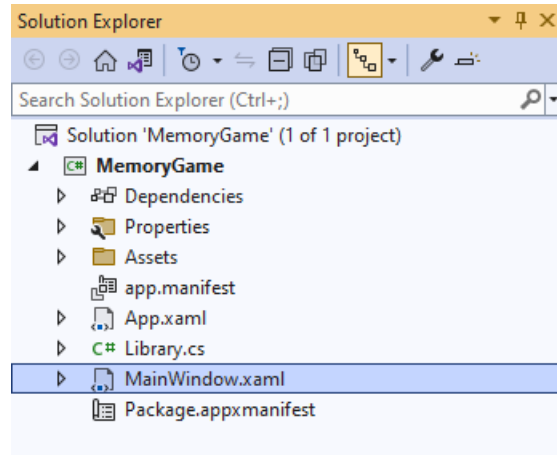 Solution Explorer
Search Solution Explorer (Ctrl+;)
Solution 'MemoryGame' (1 of 1 project)
C# MemoryGame
Dependencies
Properties
Assets
app.manifest
App.xaml
C# Library.cs
MainWindow.xaml
Package.appxmanifest